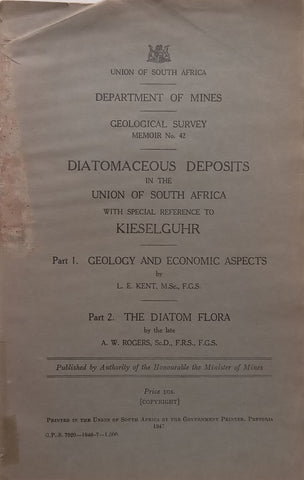 UNION OF SOUTH AFRICA
DEPARTMENT OF MINES
GEOLOGICAL SURVEY
MEMOIR No. 42
DIATOMACEOUS DEPOSITS
IN THE
UNION OF SOUTH AFRICA
WITH SPECIAL REFERENCE TO
KIESELGUHR
Part 1. GEOLOGY AND ECONOMIC ASPECTS
by
L. E. KENT, M.Sc., F.G.S.
Part 2. THE DIATOM FLORA
by the late
A. W. ROGERS, Sc.D., F.R.S., F.G.S.
Published by Authority of the Honourable the Minister of Mines
Price 10s.
[COPYRIGHT]
PRINTED IN THE UNION OF SOUTH AFRICA BY THE GOVERNMENT PRINTER, PRETORIA
1947